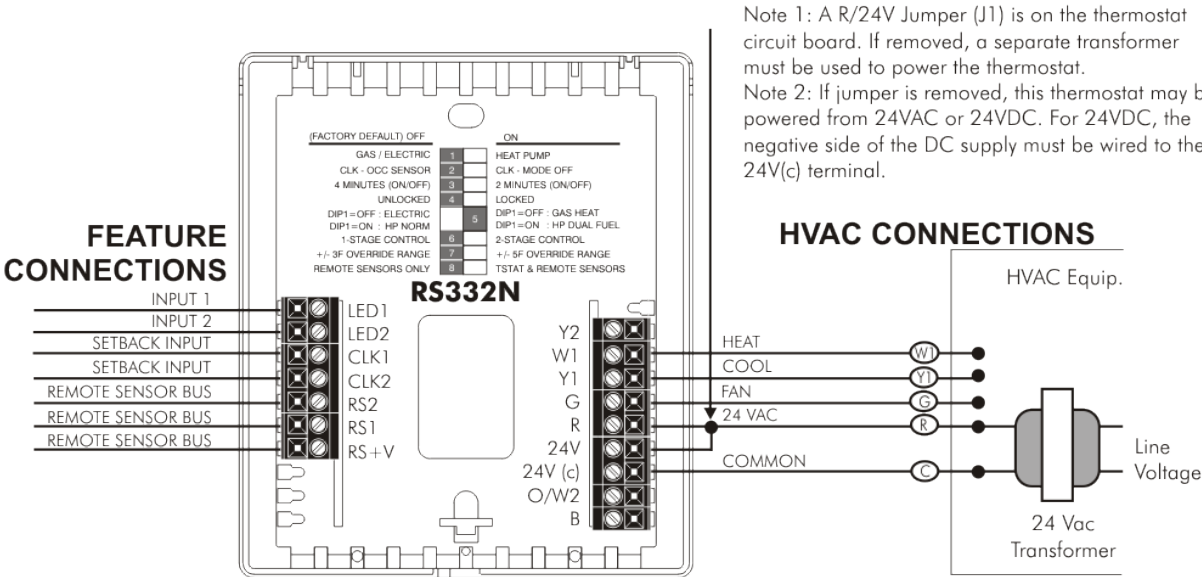 Note 1: A R/24V Jumper (J1) is on the thermostat
circuit board. If removed, a separate transformer
must be used to power the thermostat.
Note 2: If jumper is removed, this thermostat may b
powered from 24VAC or 24VDC. For 24VDC, the
negative side of the DC supply must be wired to the
24V(c) terminal.
(FACTORY DEFAULT) OFF ON
GAS / ELECTRIC 1 HEAT PUMP
CLK - OCC SENSOR 2 CLK - MODE OFF
4 MINUTES (ON/OFF) 3 2 MINUTES (ON/OFF)
UNLOCKED 4 LOCKED
DIP1=OFF : ELECTRIC 5 DIP1=OFF : GAS HEAT
DIP1=ON : HP NORM DIP1=ON : HP DUAL FUEL
1-STAGE CONTROL 6 2-STAGE CONTROL
+/- 3F OVERRIDE RANGE 7 +/- 5F OVERRIDE RANGE
REMOTE SENSORS ONLY 8 TSTAT & REMOTE SENSORS
RS332N
FEATURE
CONNECTIONS
INPUT 1 LED1
INPUT 2 LED2
SETBACK INPUT CLK1
SETBACK INPUT CLK2
REMOTE SENSOR BUS RS2
REMOTE SENSOR BUS RS1
REMOTE SENSOR BUS RS+V
HVAC CONNECTIONS
HVAC Equip.
Y2
W1 HEAT W1
Y1 COOL Y1
G FAN G
R 24 VAC R
24V
24V (c) COMMON C
O/W2
B
Line
Voltage
24 Vac
Transformer